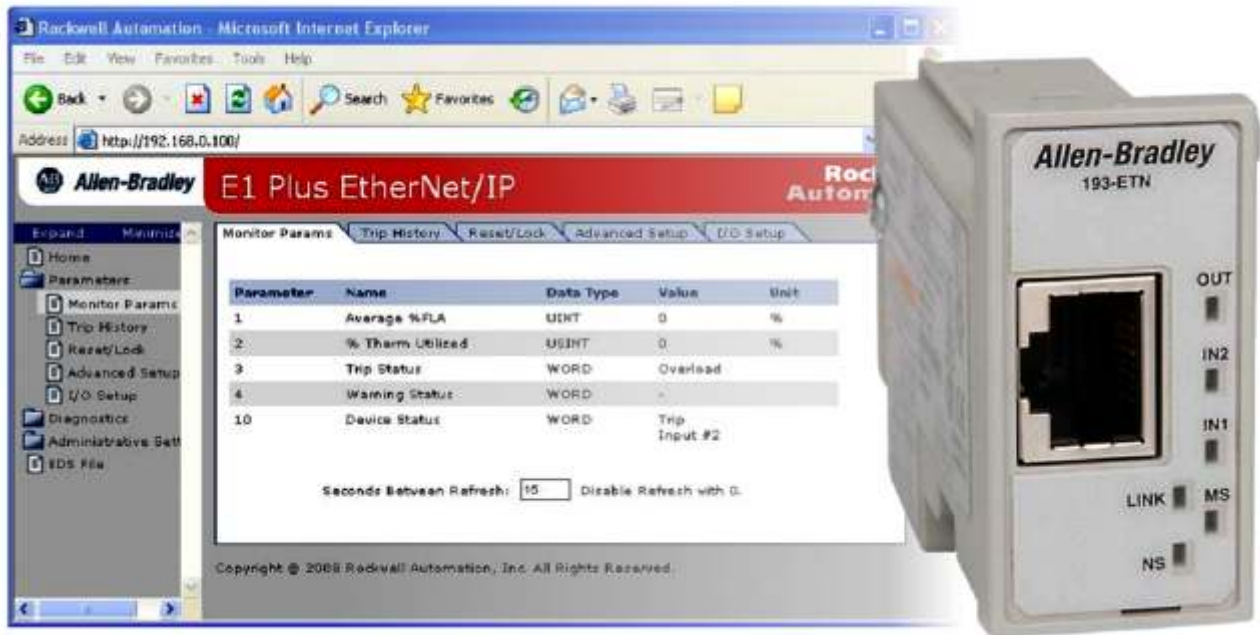 Rockwell Automation - Microsoft Internet Explorer
File Edit View Favorites Tools Help
Back Search Favorites
Address http://192.168.0.100/
Allen-Bradley
E1 Plus EtherNet/IP
Roc
Autom
Expand Minimize
Home
Parameters
Monitor Params
Trip History
Reset/Lock
Advanced Setup
I/O Setup
Diagnostics
Administrative Sett
EDS File
Monitor Params Trip History Reset/Lock Advanced Setup I/O Setup
Parameter Name Data Type Value Unit
1 Average %FLA UINT 0 %
2 % Therm Utilized USINT 0 %
3 Trip Status WORD Overload
4 Warning Status WORD -
10 Device Status WORD Trip
Input #2
Seconds Between Refresh: 15 Disable Refresh with 0.
Rockwell Automation, Inc. All Rights Reserved.
Copyright ©
Allen-Bradley
193-ETN
OUT
IN2
IN1
LINK
MS
NS